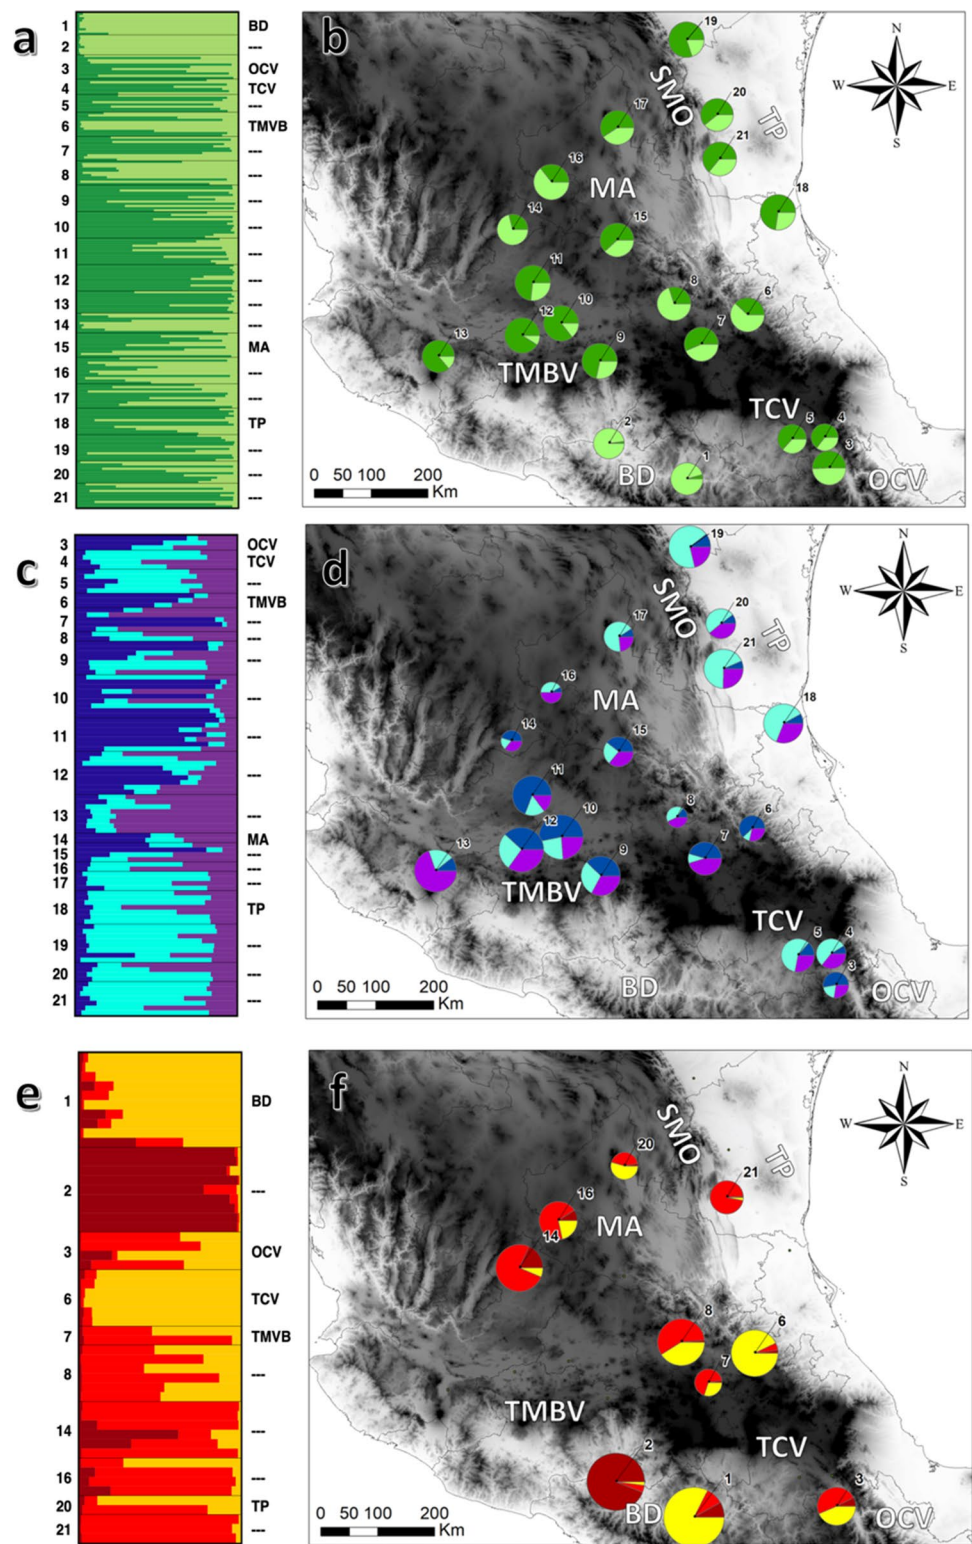 a
1 BD
2 ---
3 OCV
4 TCV
5 ---
6 TMVB
7 ---
8 ---
9 ---
10 ---
11 ---
12 ---
13 ---
14 ---
15 MA
16 ---
17 ---
18 TP
19 ---
20 ---
21 ---
b
19
N
W E
S
SMO
20
TP
17
21
16
MA
18
14
15
11
8
6
10
12
7
13
9
TMBV
TCV
5
4
2
3
1
BD
OCV
0 50 100 200
Km
c
3 OCV
4 TCV
5 ---
6 TMVB
7 ---
8 ---
9 ---
10 ---
11 ---
12 ---
13 ---
14 MA
15 ---
16 ---
17 ---
18 TP
19 ---
20 ---
21 ---
d
19
N
W E
S
SMO
20
TP
17
21
16
MA
18
14
15
11
8
6
10
12
7
13
9
TMBV
TCV
5
4
3
BD
OCV
0 50 100 200
Km
e
1 BD
2 ---
3 OCV
6 TCV
7 TMVB
8 ---
14 ---
16 ---
20 TP
21 ---
f
N
W E
S
SMO
TP
20
21
16
MA
14
8
6
7
TMBV
TCV
2
1
3
BD
OCV
0 50 100 200
Km